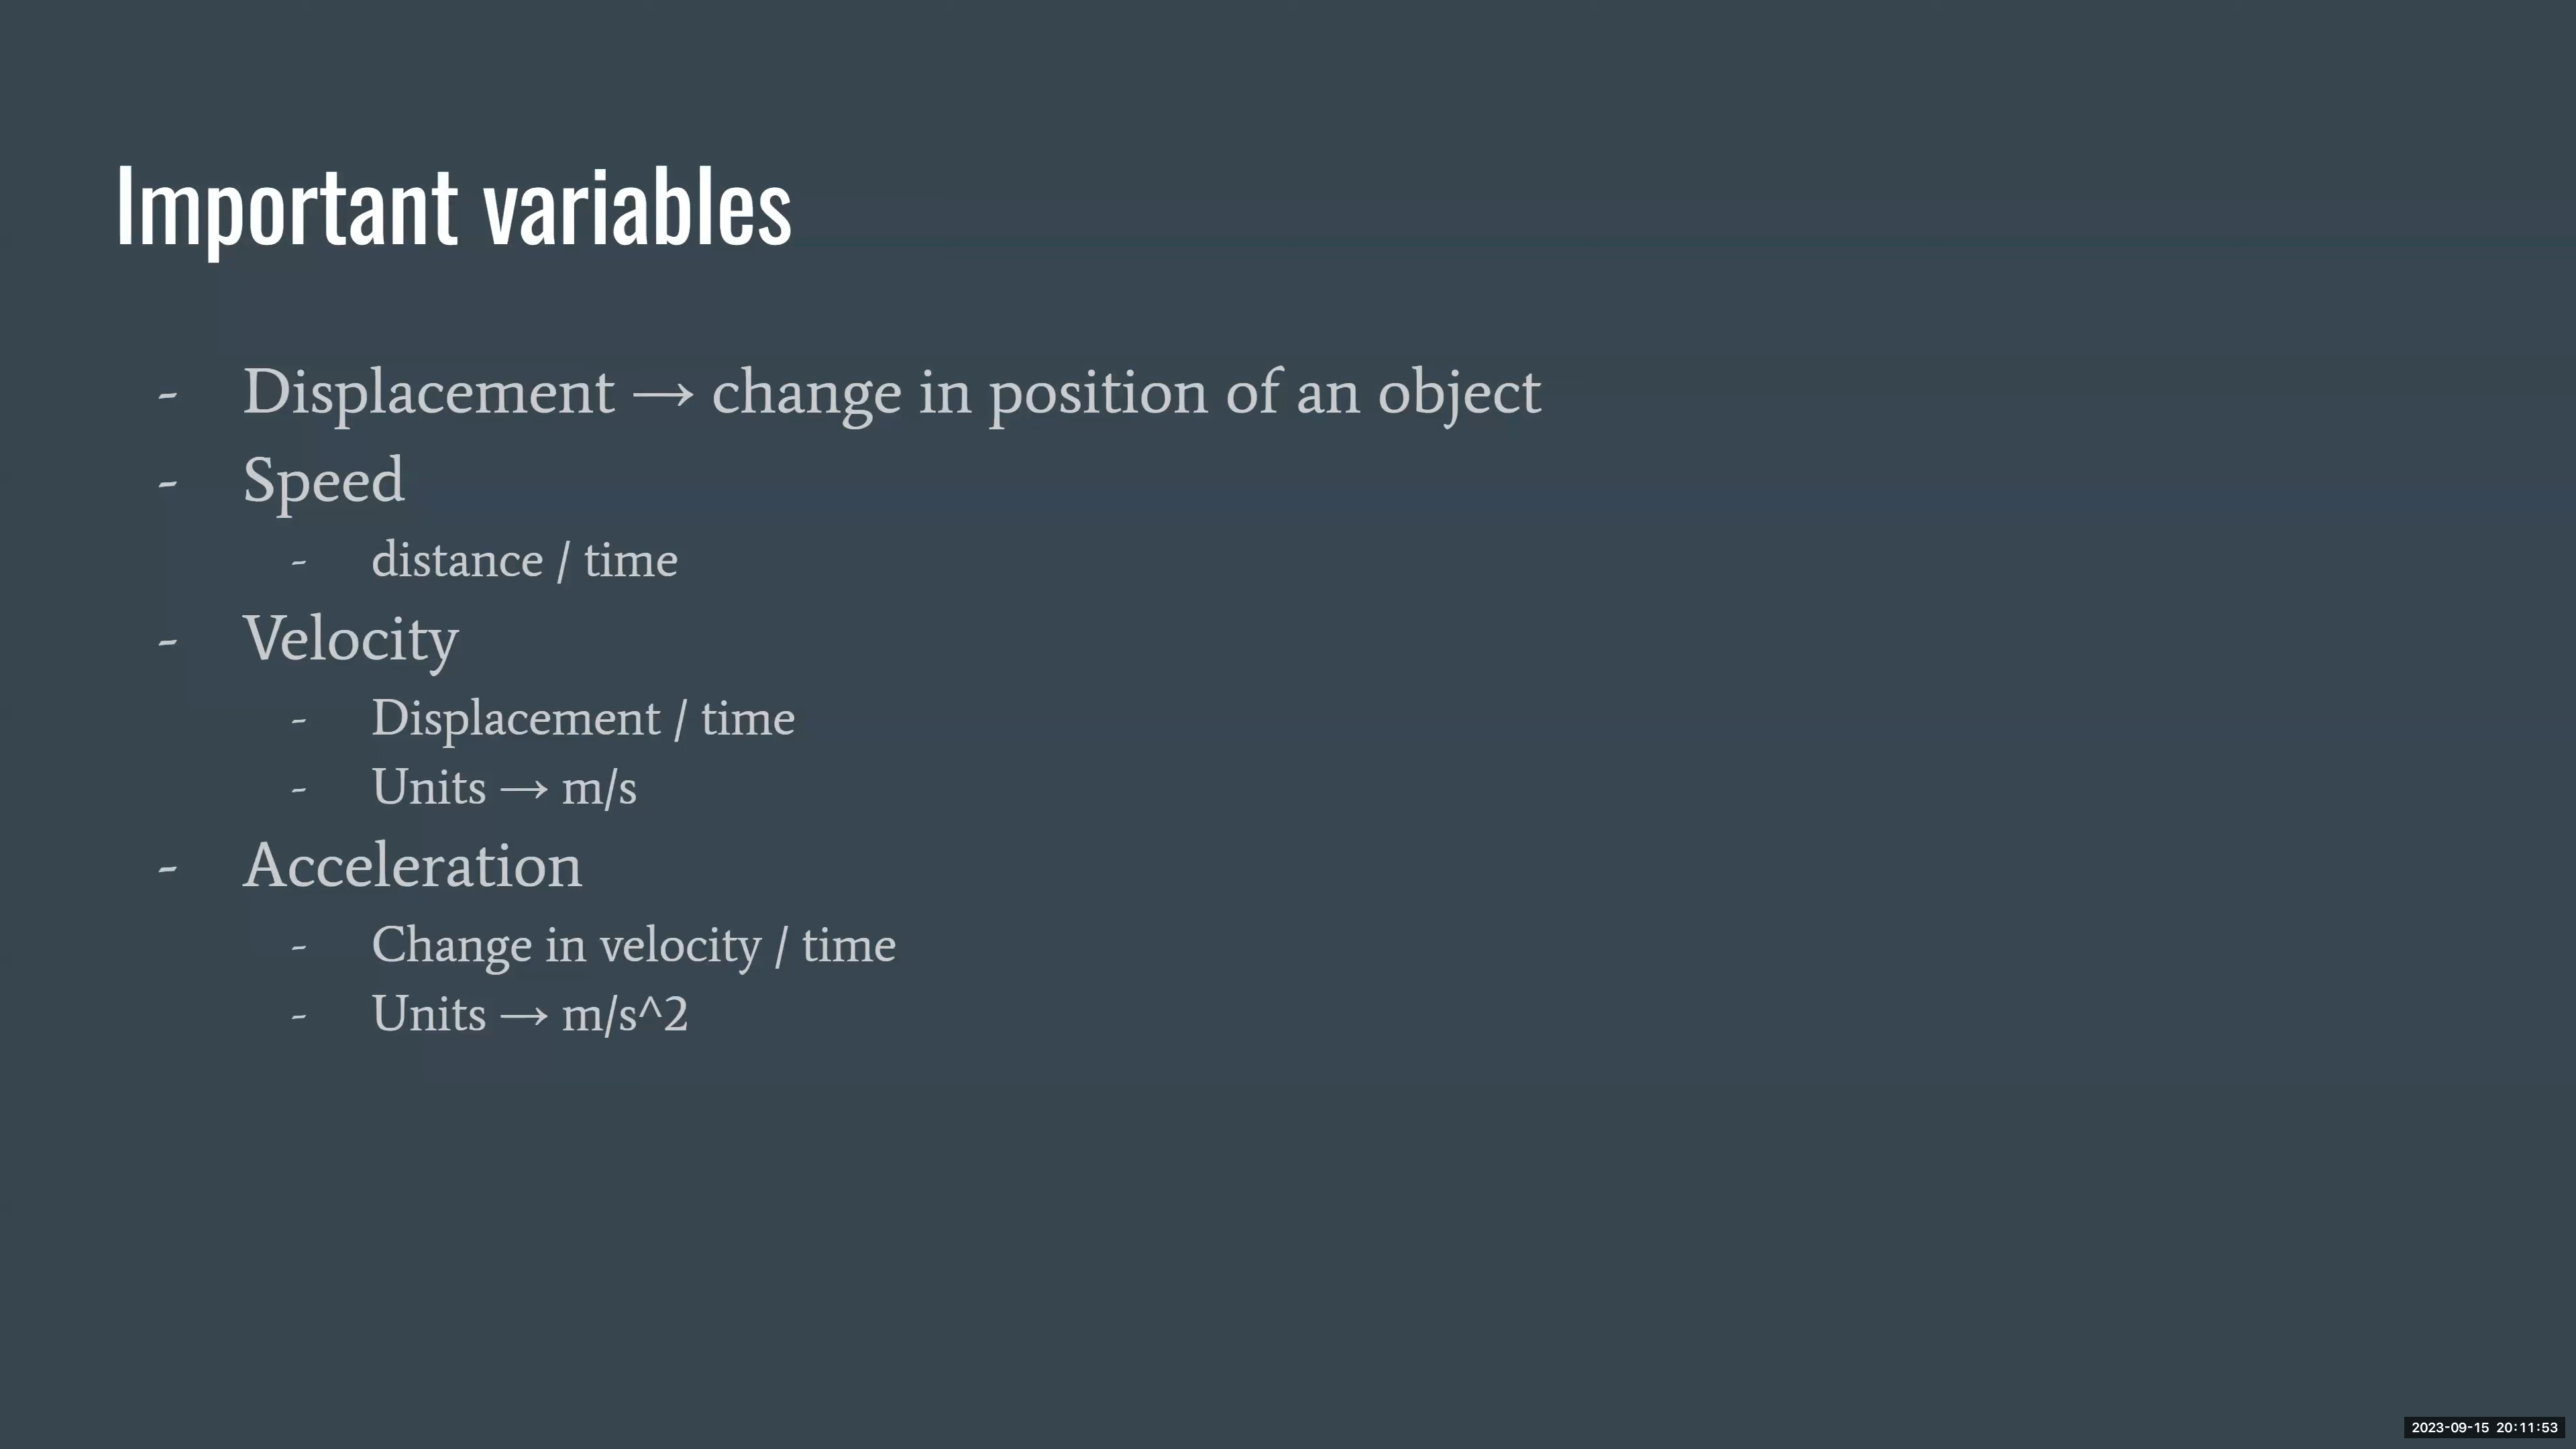 Important variables
- Displacement → change in position of an object
- Speed
- distance / time
- Velocity
- Displacement / time
- Units → m/s
- Acceleration
- Change in velocity / time
- Units → m/s^2
2023-09-15 20:11:53